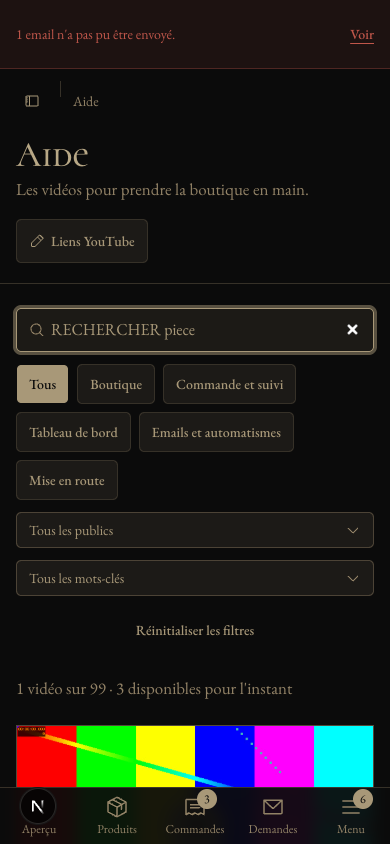 1 email n'a pas pu être envoyé.
Voir
Aide
Aide
Les vidéos pour prendre la boutique en main.
Liens YouTube
RECHERCHER piece
Tous
Boutique
Commande et suivi
Tableau de bord
Emails et automatismes
Mise en route
Tous les publics
Tous les mots-clés
Réinitialiser les filtres
1 vidéo sur 99 · 3 disponibles pour l'instant
N
3
6
Aperçu
Produits
Commandes
Demandes
Menu